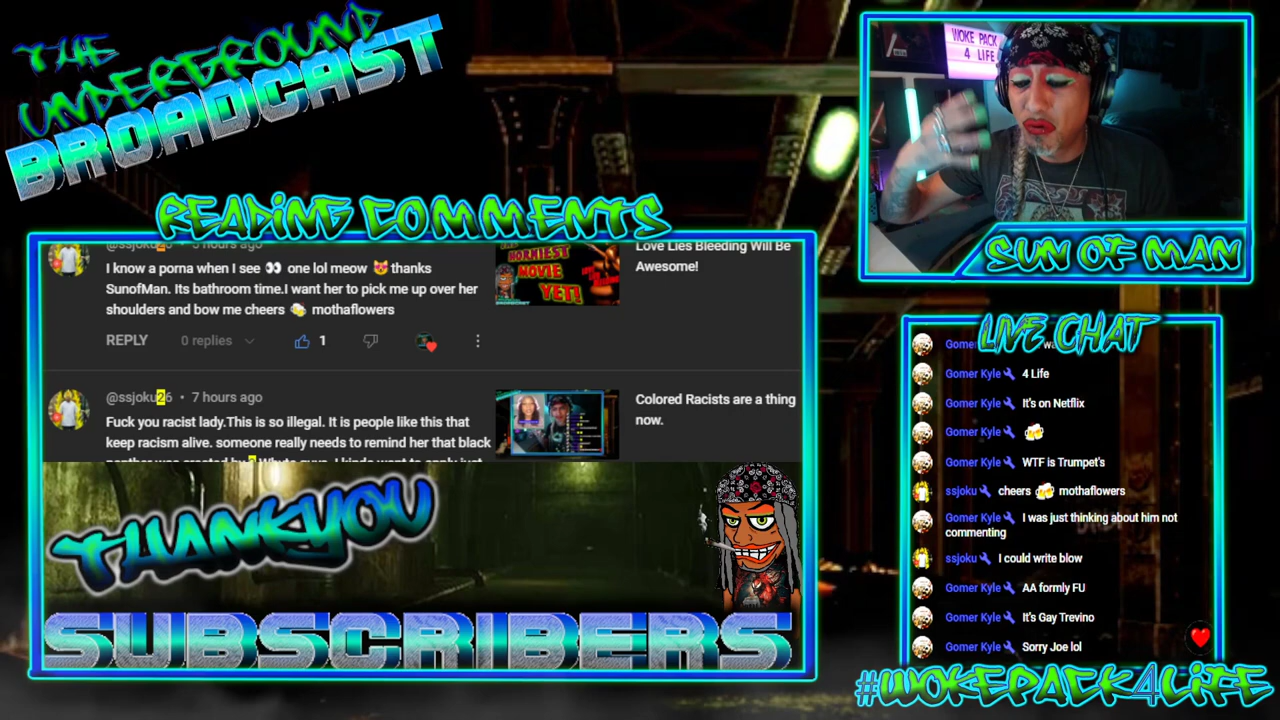 THE
UNDERGROUND
BROADCAST
READING COMMENTS
WOKE PACK
4 LIFE
SUN OF MAN
@ssjoku26 • 5 hours ago
I know a porna when I see 👀 one lol meow 😻 thanks
SunofMan. Its bathroom time.I want her to pick me up over her
shoulders and bow me cheers 🍻 mothaflowers
REPLY 0 replies 1
HORNIEST
MOVIE
YET!
Love Lies Bleeding Will Be
Awesome!
@ssjoku26 • 7 hours ago
Fuck you racist lady.This is so illegal. It is people like this that
keep racism alive. someone really needs to remind her that black
Colored Racists are a thing
now.
THANKYOU
SUBSCRIBERS
LIVE CHAT
Gomer Kyle 4 Life
Gomer Kyle It's on Netflix
Gomer Kyle 🍻
Gomer Kyle WTF is Trumpet's
ssjoku cheers 🍻 mothaflowers
Gomer Kyle I was just thinking about him not
commenting
ssjoku I could write blow
Gomer Kyle AA formly FU
Gomer Kyle It's Gay Trevino
Gomer Kyle Sorry Joe lol
#WOKEPACK4LIFE